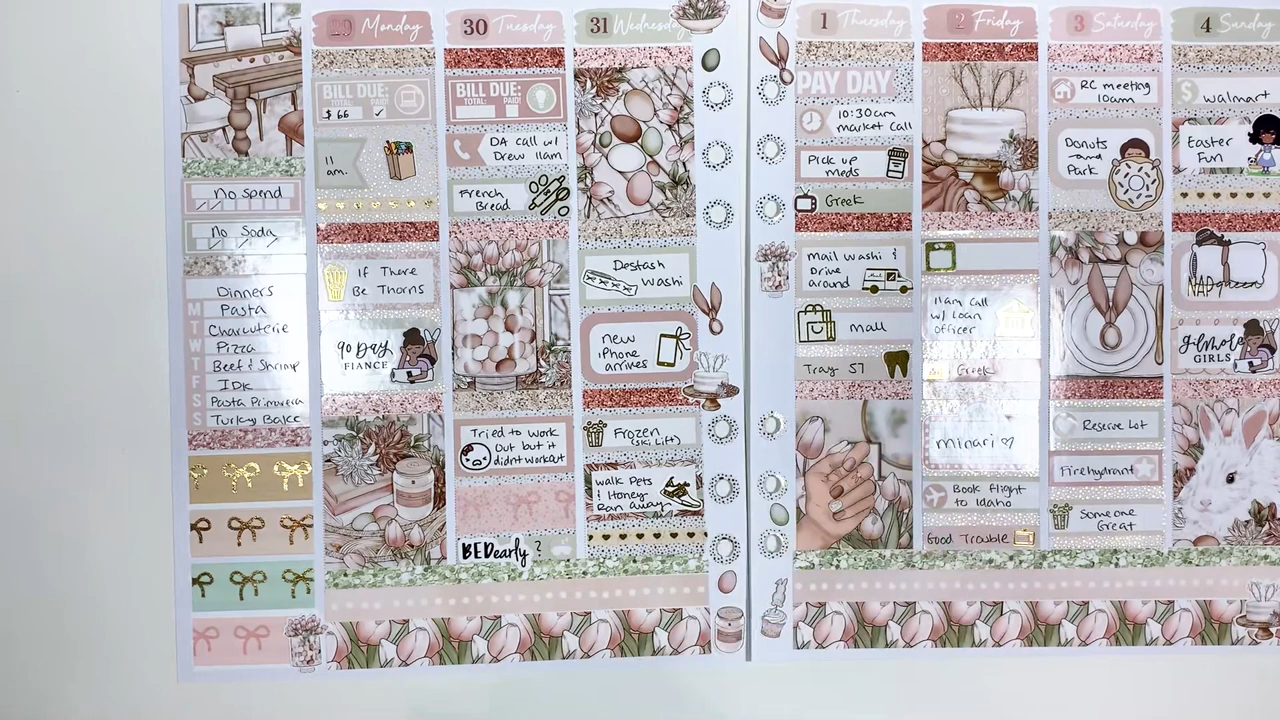 No spend
No Soda
Dinners
M Pasta
T Charcuterie
W Pizza
T Beef & Shrimp
F IDK
S Pasta Primavera
S Turkey Bake
29 Monday
BILL DUE:
TOTAL: PAID:
$66 ✓
11
am.
If There
Be Thorns
90 DAY
FIANCE
30 Tuesday
BILL DUE:
TOTAL: PAID:
DA Call w/
Drew 11am
French
Bread
Tried to work
Out but it
didnt workout
BEDearly ?
31 Wednesday
Destash
Washi
new
iPhone
arrives
Frozen
(Ski Lift)
walk Pets
& Honey
Ran away
1 Thursday
PAY DAY
10:30am
market Call
Pick up
meds
Greek
Mail washi &
Drive
around
Mail
mall
Tray 57
2 Friday
11am Call
w/ Loan
officer
Greek
minari
Book flight
to Idaho
Good Trouble
3 Saturday
RC meeting
10am
Donuts
and
Park
Reserve Lot
Firehydrant
Someone
Great
4 Sunday
$ Walmart
Easter
Fun
NAP
gilmore
GIRLS